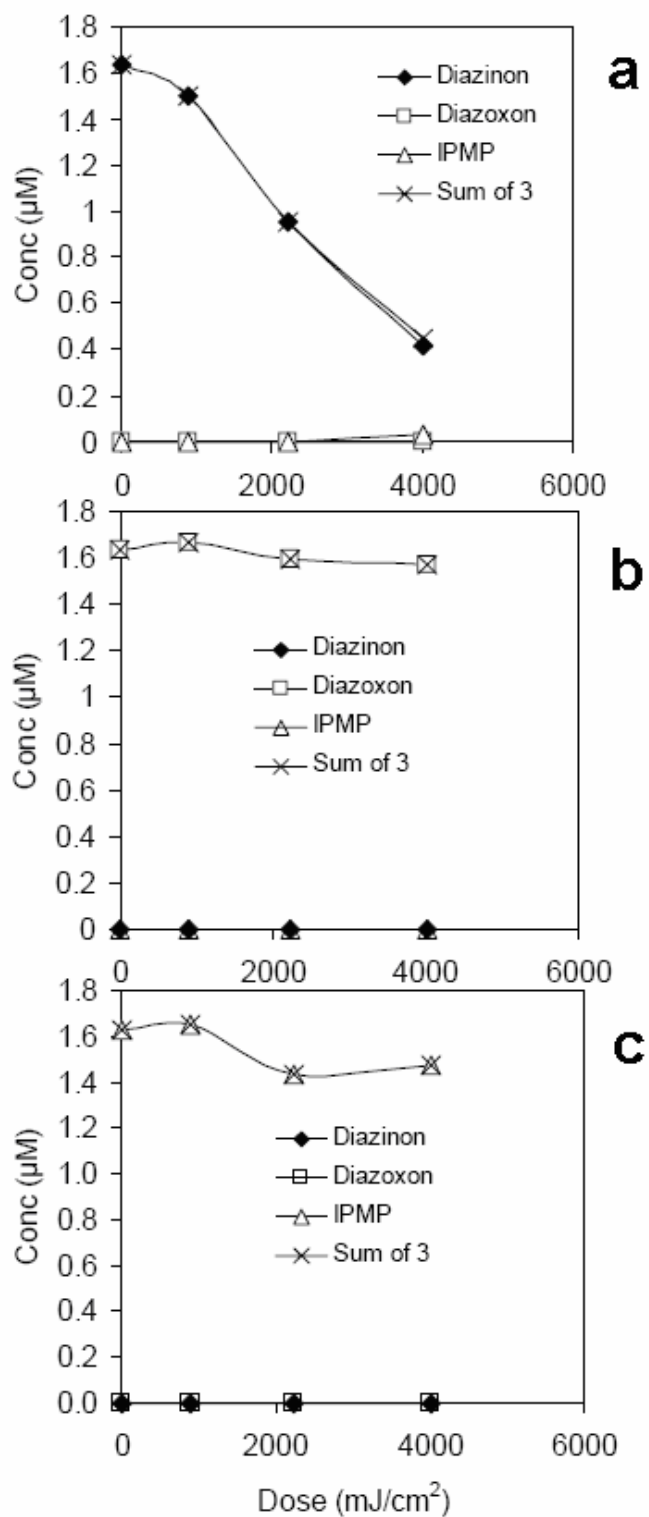 a
Conc (µM)
1.8
1.6
1.4
1.2
1
0.8
0.6
0.4
0.2
0
Diazinon
Diazoxon
IPMP
Sum of 3
0 2000 4000 6000
b
Conc (µM)
1.8
1.6
1.4
1.2
1
0.8
0.6
0.4
0.2
0
Diazinon
Diazoxon
IPMP
Sum of 3
0 2000 4000 6000
c
Conc (µM)
1.8
1.6
1.4
1.2
1.0
0.8
0.6
0.4
0.2
0.0
Diazinon
Diazoxon
IPMP
Sum of 3
0 2000 4000 6000
Dose (mJ/cm²)